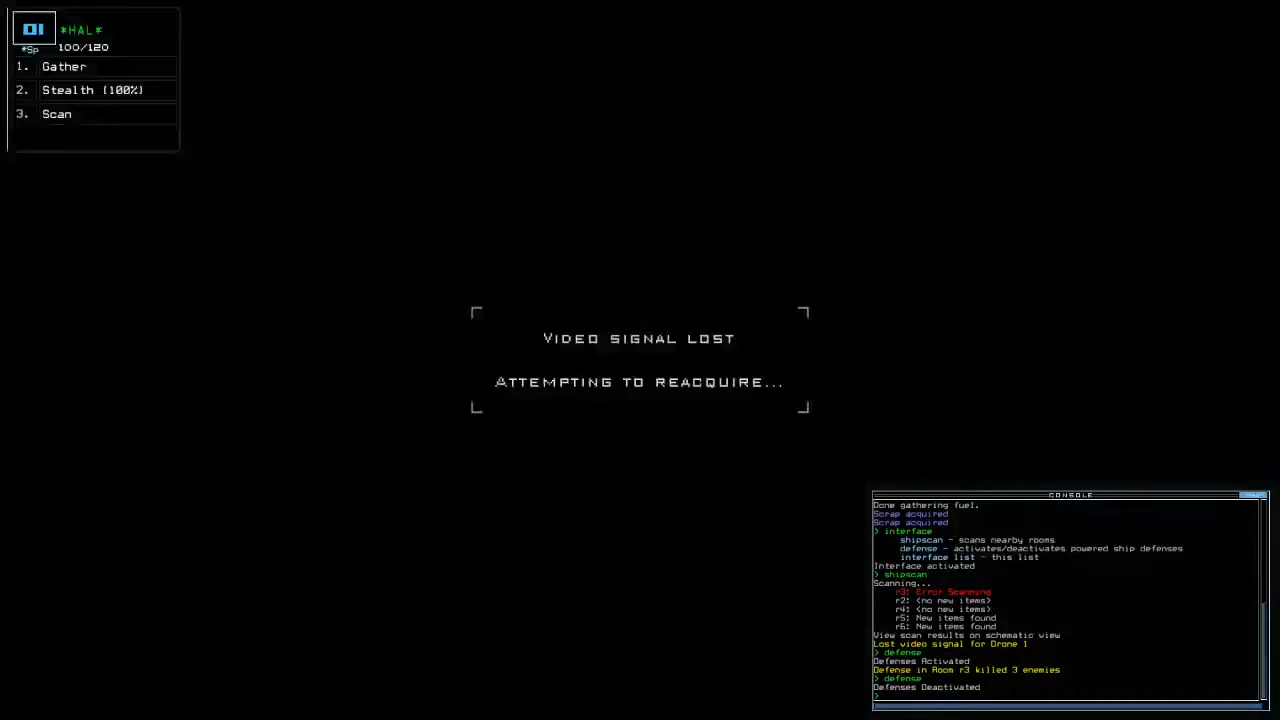 01
*HAL*
*Sp
100/120
1. Gather
2. Stealth (100%)
3. Scan
VIDEO SIGNAL LOST
ATTEMPTING TO REACQUIRE...
CONSOLE
Done gathering fuel.
Scrap acquired
Scrap acquired
> interface
shipscan - scans nearby rooms
defense - activates/deactivates powered ship defenses
interface list - this list
Interface activated
> shipscan
Scanning...
r3: Error Scanning
r2: <no new items>
r4: <no new items>
r5: New items found
r6: New items found
View scan results on schematic view
Lost video signal for Drone 1
> defense
Defenses Activated
Defense in Room r3 killed 3 enemies
> defense
Defenses Deactivated
>